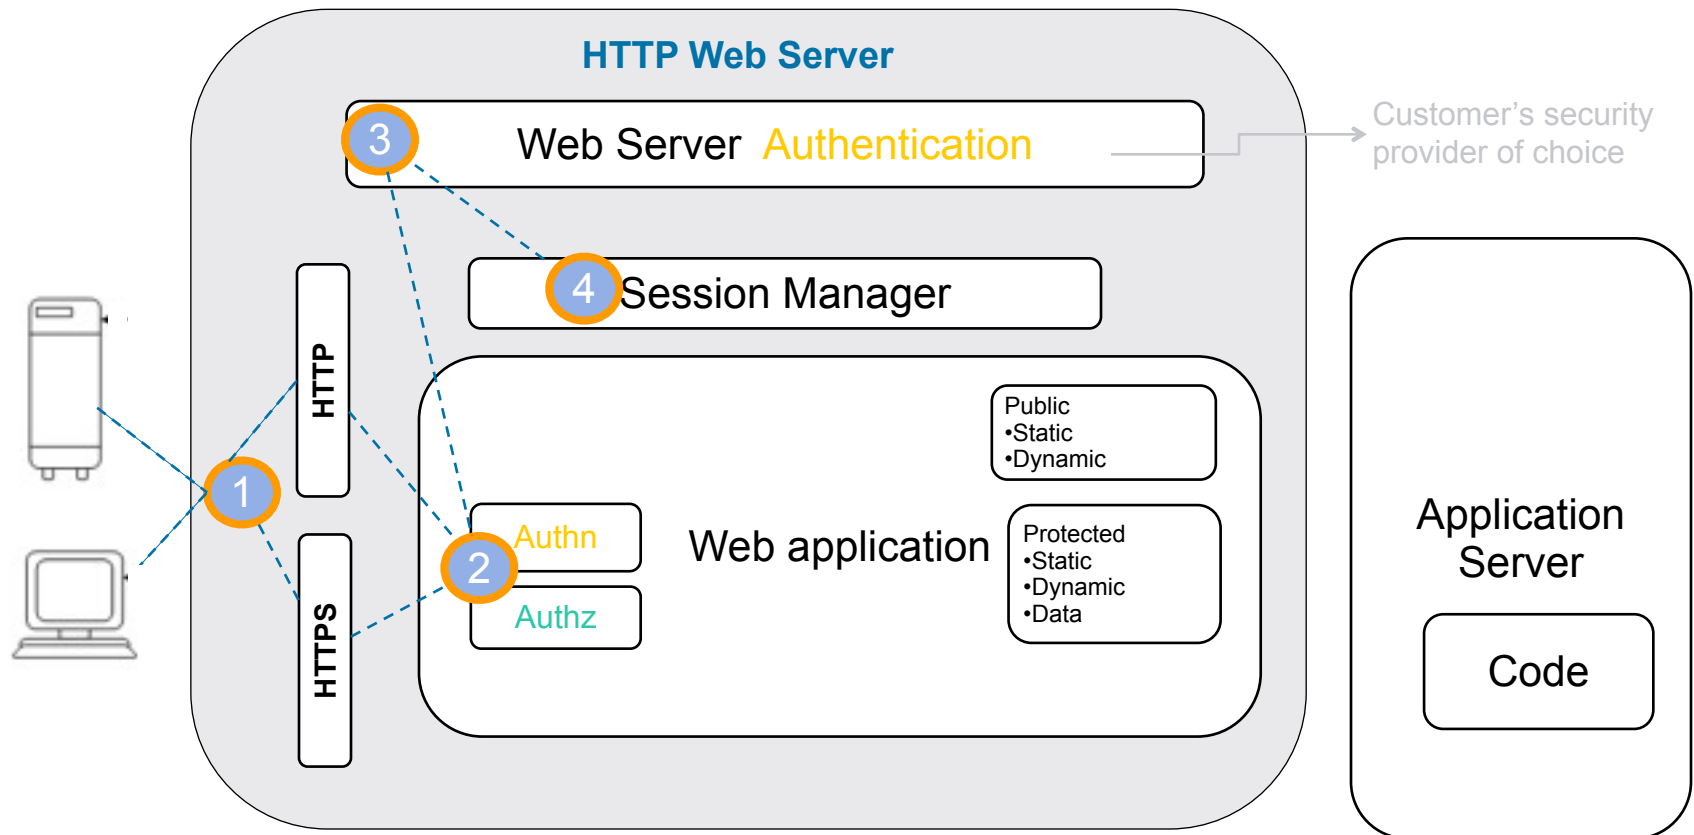 HTTP Web Server
3
Web Server Authentication
Customer’s security
provider of choice
4
Session Manager
HTTP
1
HTTPS
Public
•Static
•Dynamic
Authn
2
Authz
Web application
Protected
•Static
•Dynamic
•Data
Application
Server
Code